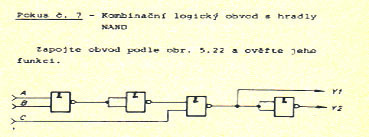 Pokus č. 7 - Kombinační logický obvod s hradly
NAND
Zapojte obvod podle obr. 5.22 a ověřte jeho
funkci.
A
B
C
&
&
&
&
Y1
Y2